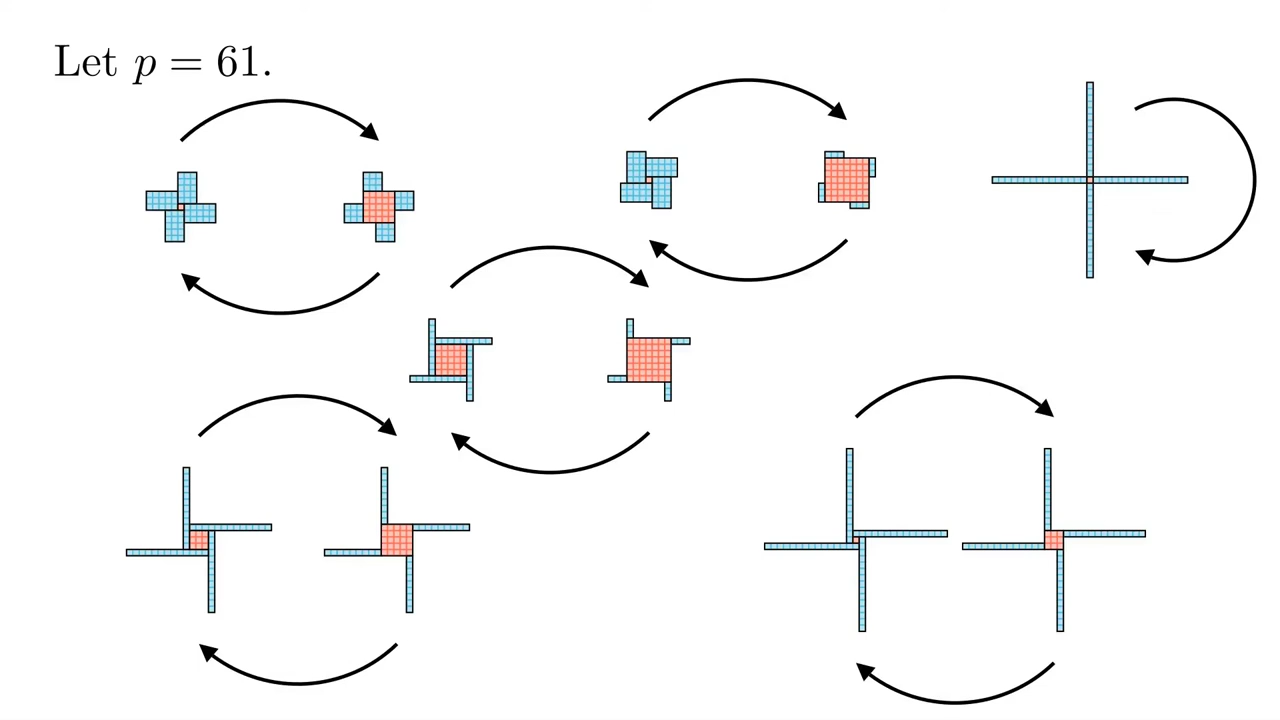 Let p = 61.